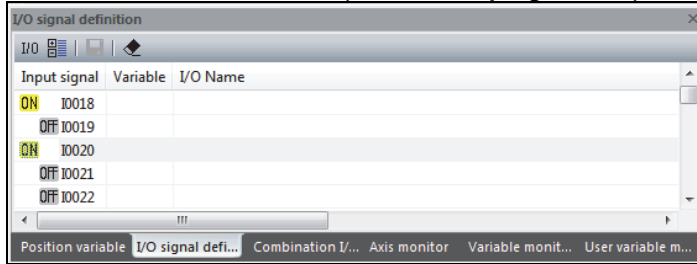 I/O signal definition
I/O
Input signal Variable I/O Name
ON I0018
OFF I0019
ON I0020
OFF I0021
OFF I0022
Position variable I/O signal defi... Combination I/... Axis monitor Variable monit... User variable m...